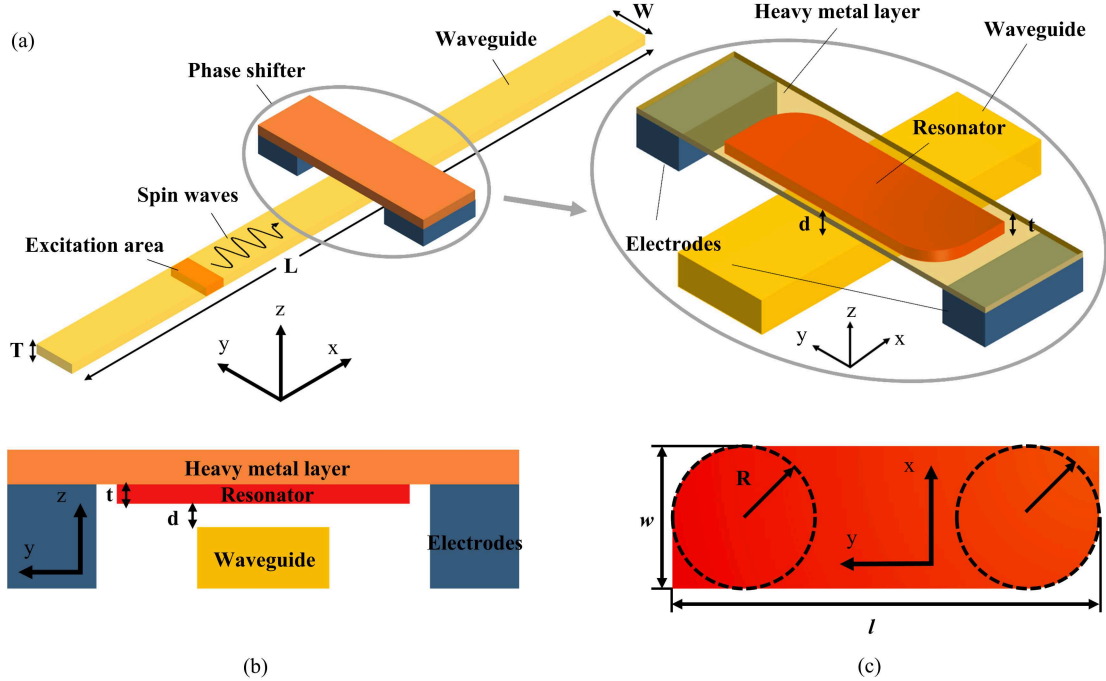 (a)
W
Waveguide
Phase shifter
Spin waves
Excitation area
L
T
z
y
x
Heavy metal layer
Waveguide
Resonator
d
t
Electrodes
z
y
x
Heavy metal layer
z
t
Resonator
d
y
Waveguide
Electrodes
(b)
x
R
w
y
l
(c)